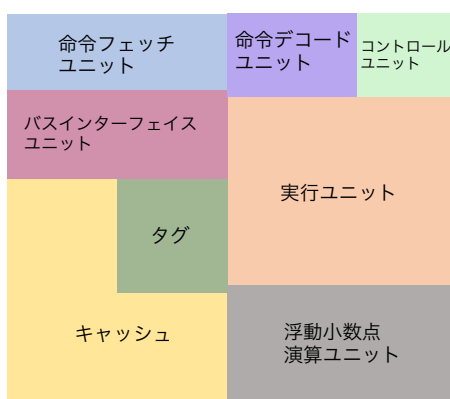 命令フェッチ
ユニット
命令デコード
ユニット
コントロール
ユニット
バスインターフェイス
ユニット
実行ユニット
タグ
キャッシュ
浮動小数点
演算ユニット